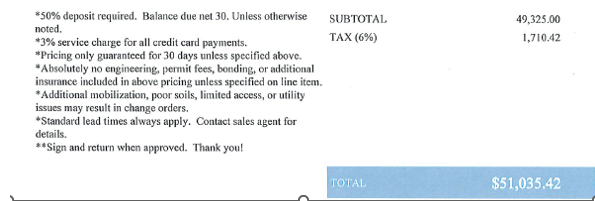 *50% deposit required. Balance due net 30. Unless otherwise
noted.
*3% service charge for all credit card payments.
*Pricing only guaranteed for 30 days unless specified above.
*Absolutely no engineering, permit fees, bonding, or additional
insurance included in above pricing unless specified on line item.
*Additional mobilization, poor soils, limited access, or utility
issues may result in change orders.
*Standard lead times always apply. Contact sales agent for
details.
**Sign and return when approved. Thank you!
SUBTOTAL 49,325.00
TAX (6%) 1,710.42
TOTAL $51,035.42